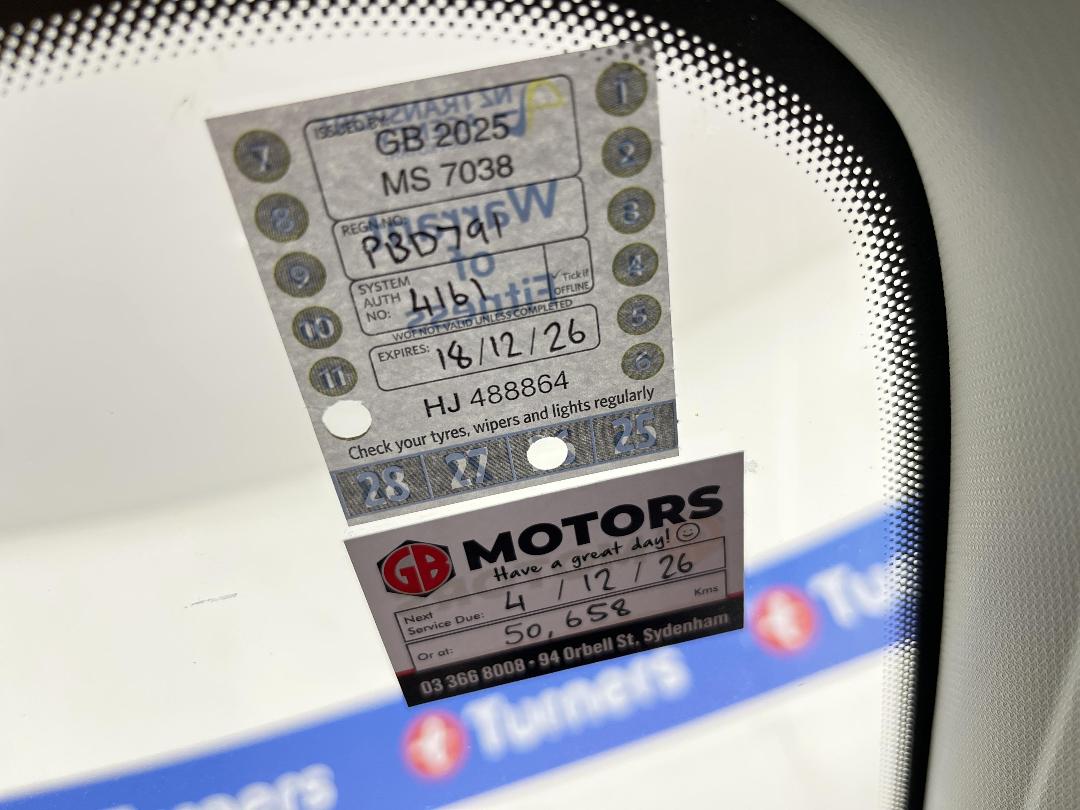 ISSUED BY:
NZ TRANS
GB 2025
MS 7038
REGN NO:
PBD791
Warrant
of
Fitness
SYSTEM
AUTH
NO: 4161
✓ Tick if
OFFLINE
WOF NOT VALID UNLESS COMPLETED
EXPIRES: 18/12/26
HJ 488864
Check your tyres, wipers and lights regularly
7
8
9
10
11
1
2
3
4
5
6
28 27 25
GB MOTORS
Have a great day!
Next
Service Due: 4 / 12 / 26
Or at: 50,658 Kms
03 366 8008 • 94 Orbell St, Sydenham
Turners